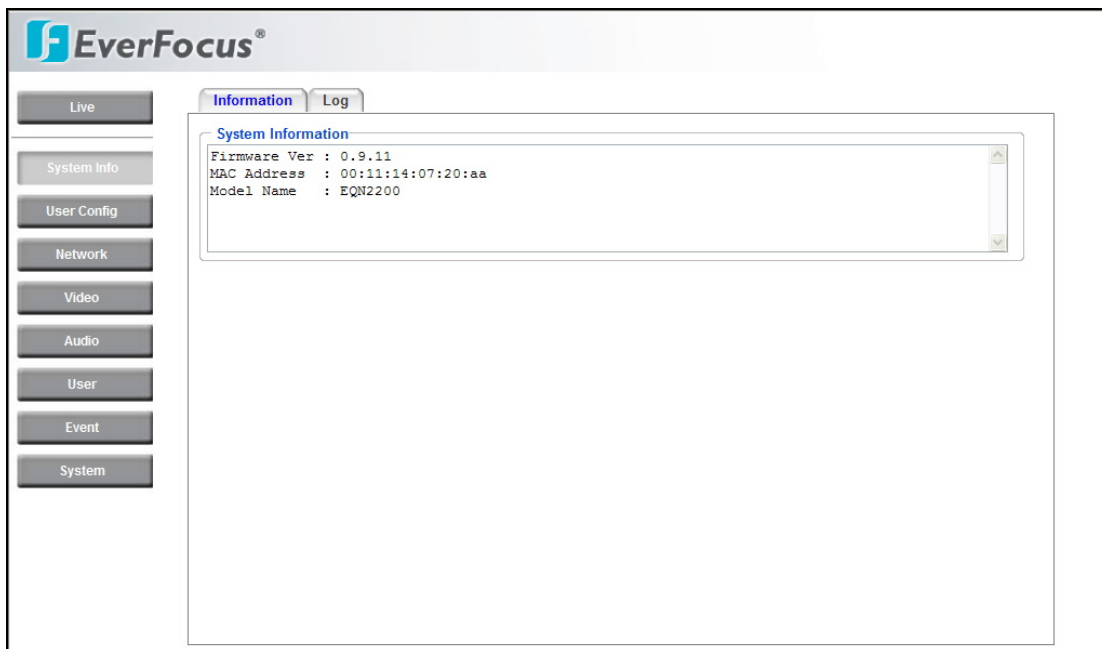 EverFocus®
Live
System Info
User Config
Network
Video
Audio
User
Event
System
Information Log
System Information
Firmware Ver : 0.9.11
MAC Address : 00:11:14:07:20:aa
Model Name : EQN2200